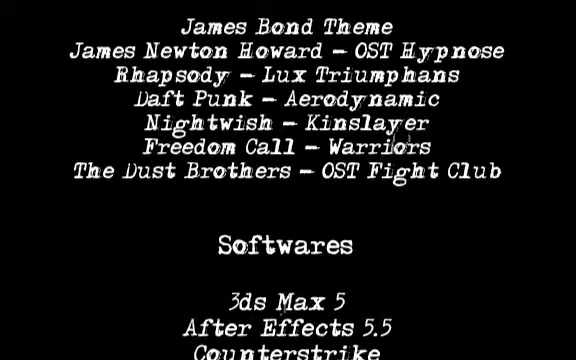 James Bond Theme
James Newton Howard – OST Hypnose
Rhapsody – Lux Triumphans
Daft Punk – Aerodynamic
Nightwish – Kinslayer
Freedom Call – Warriors
The Dust Brothers – OST Fight Club
Softwares
3ds Max 5
After Effects 5.5
Counterstrike